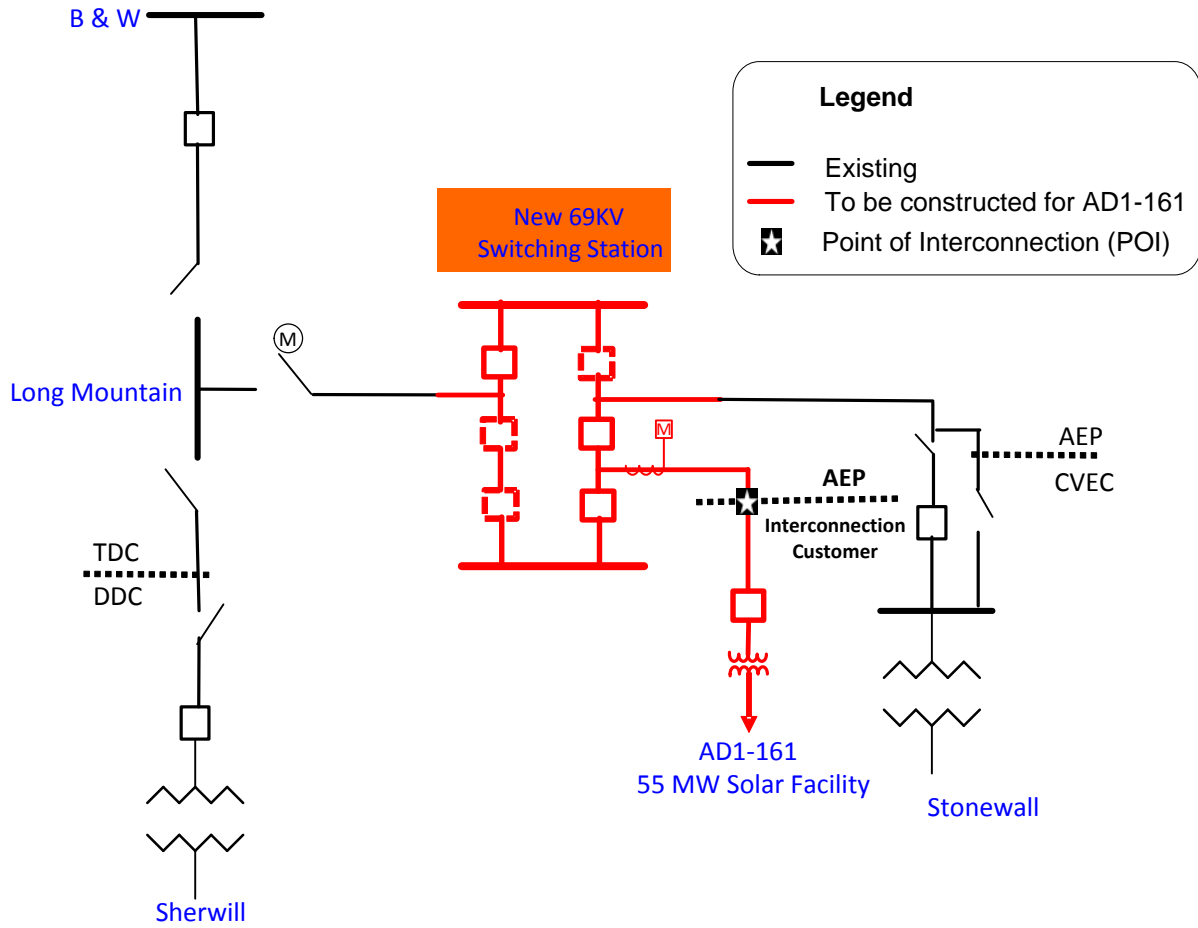 B & W
Legend
Existing
To be constructed for AD1-161
Point of Interconnection (POI)
New 69KV
Switching Station
M
Long Mountain
M
AEP
CVEC
AEP
Interconnection
Customer
TDC
DDC
AD1-161
55 MW Solar Facility
Stonewall
Sherwill